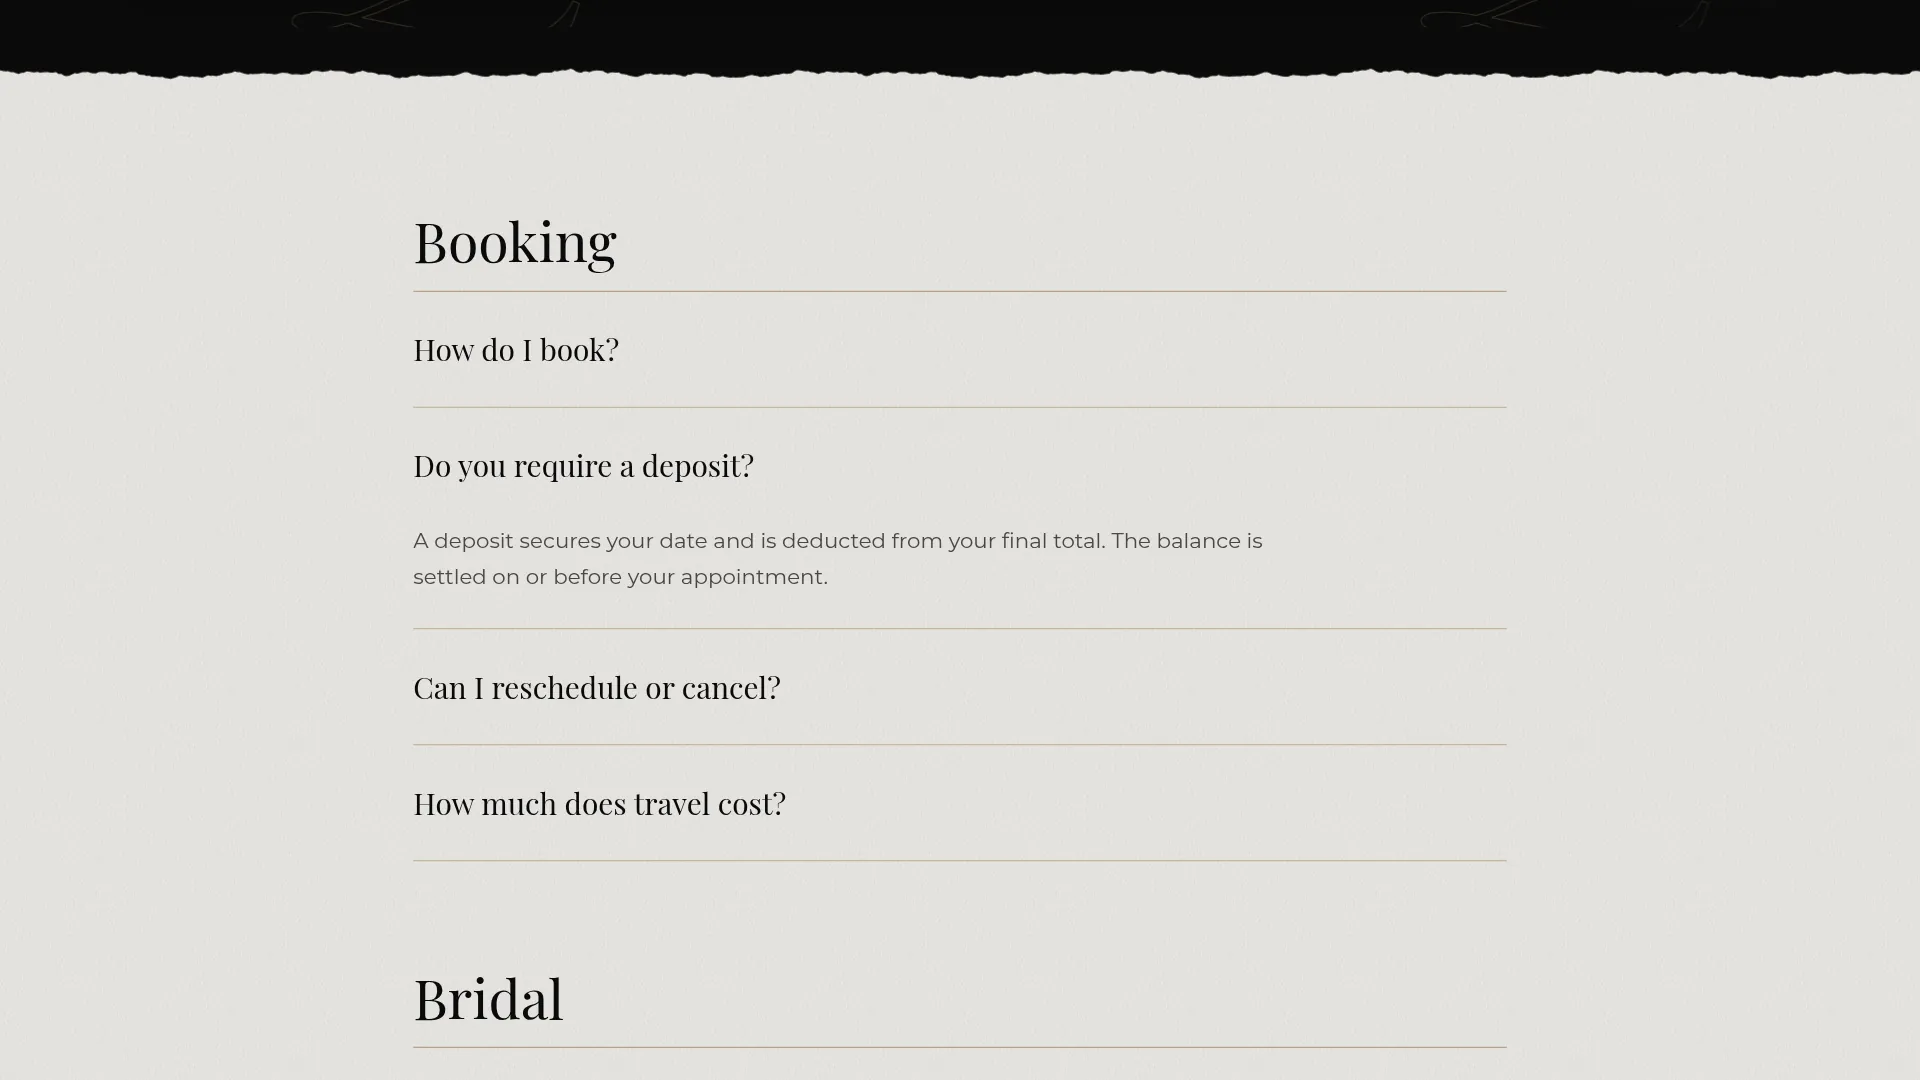 Booking
How do I book?
Do you require a deposit?
A deposit secures your date and is deducted from your final total. The balance is
settled on or before your appointment.
Can I reschedule or cancel?
How much does travel cost?
Bridal